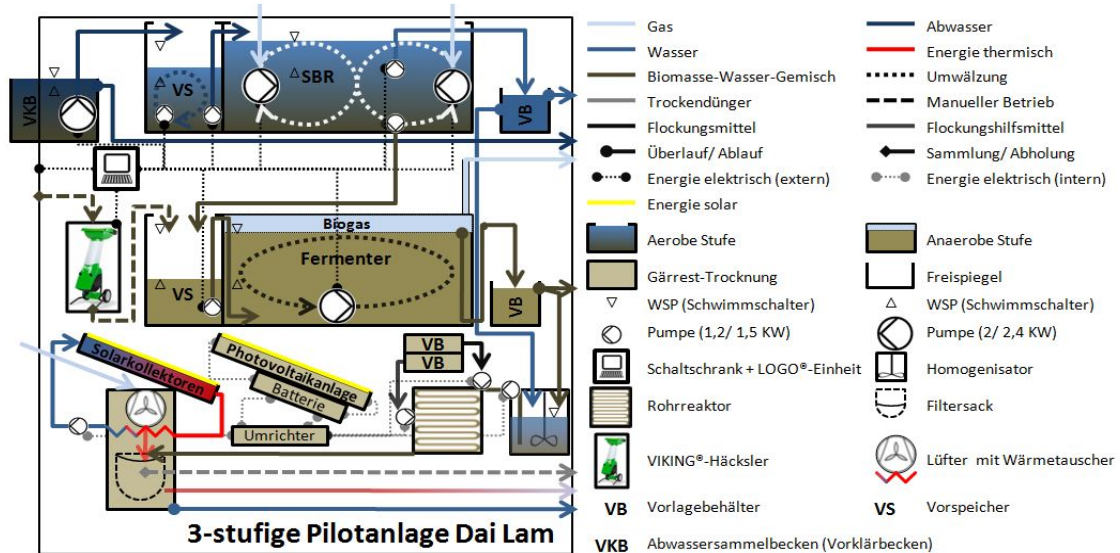 VKB
VS
SBR
VB
Biogas
Fermenter
VS
VB
Solarkollektoren
Photovoltaikanlage
Batterie
Umrichter
VB
VB
3-stufige Pilotanlage Dai Lam
Gas
Abwasser
Wasser
Energie thermisch
Biomasse-Wasser-Gemisch
Umwälzung
Trockendünger
Manueller Betrieb
Flockungsmittel
Flockungshilfsmittel
Überlauf/ Ablauf
Sammlung/ Abholung
Energie elektrisch (extern)
Energie elektrisch (intern)
Energie solar
Aerobe Stufe
Anaerobe Stufe
Gärrest-Trocknung
Freispiegel
WSP (Schwimmschalter)
WSP (Schwimmschalter)
Pumpe (1,2/ 1,5 KW)
Pumpe (2/ 2,4 KW)
Schaltschrank + LOGO®-Einheit
Homogenisator
Rohrreaktor
Filtersack
VIKING®-Häcksler
Lüfter mit Wärmetauscher
VB Vorlagebehälter
VS Vorspeicher
VKB Abwassersammelbecken (Vorklärbecken)